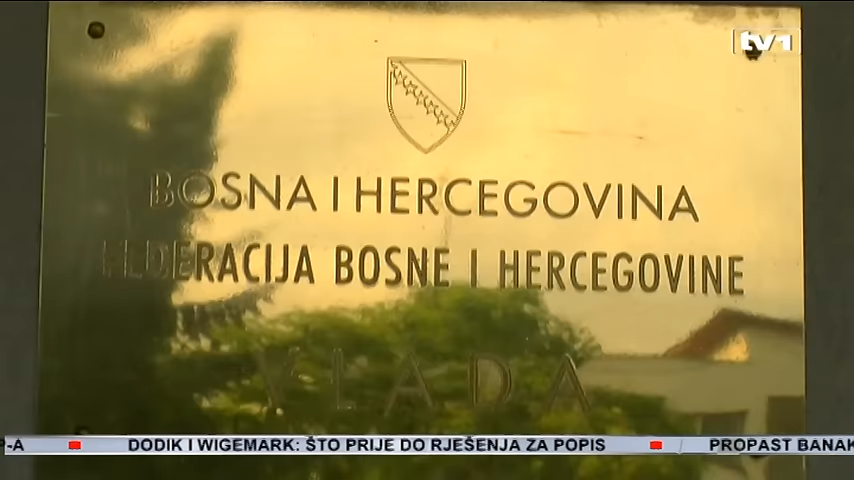 tv1
BOSNA I HERCEGOVINA
FEDERACIJA BOSNE I HERCEGOVINE
VLADA
P-A DODIK I WIGEMARK: ŠTO PRIJE DO RJEŠENJA ZA POPIS PROPAST BANAK